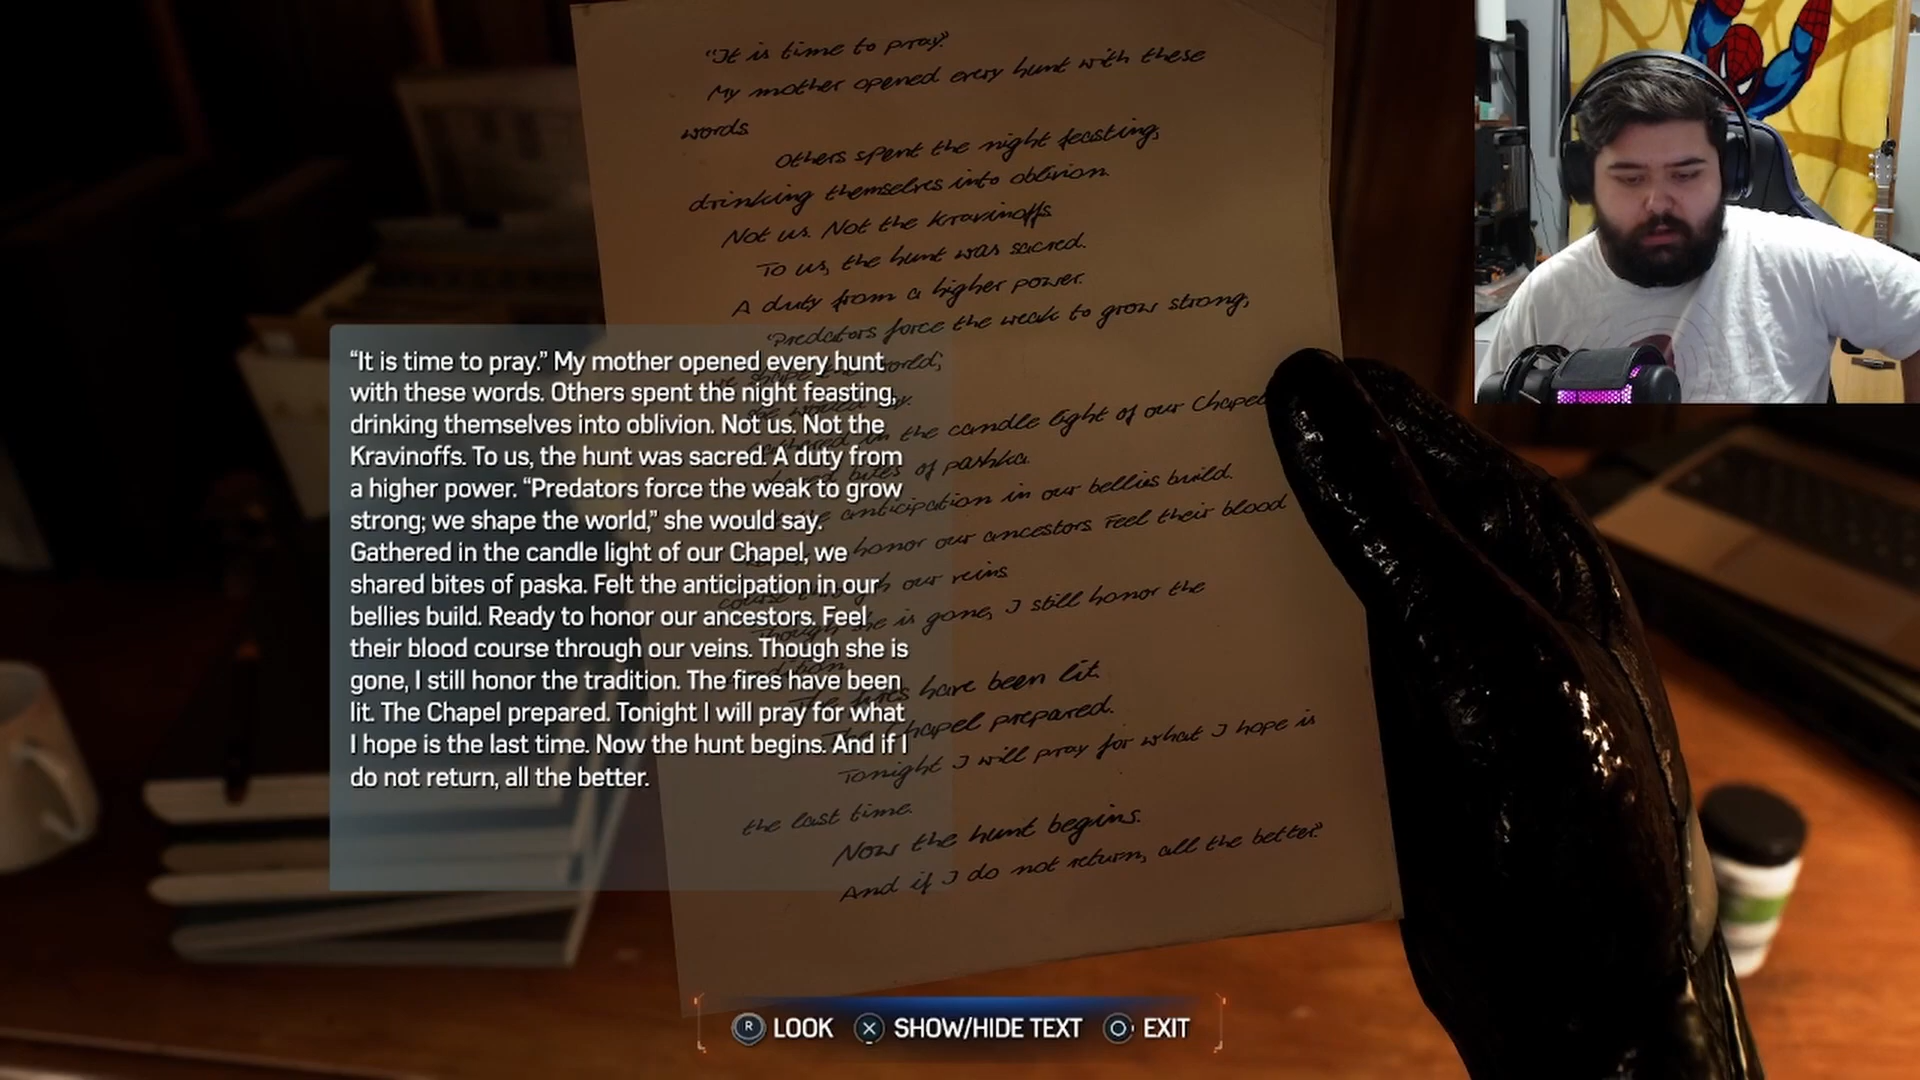 “It is time to pray.”
My mother opened every hunt with these
words.
Others spent the night feasting,
drinking themselves into oblivion.
Not us. Not the Kravinoffs
To us, the hunt was sacred.
A duty from a higher power.
“Predators force the weak to grow strong,
world;
in the candle light of our Chapel
bites of pashka.
anticipation in our bellies build.
honor our ancestors. Feel their blood
our veins
is gone, I still honor the
have been lit.
Chapel prepared.
Tonight I will pray for what I hope is
the last time.
Now the hunt begins.
And if I do not return, all the better.”
“It is time to pray.” My mother opened every hunt
with these words. Others spent the night feasting,
drinking themselves into oblivion. Not us. Not the
Kravinoffs. To us, the hunt was sacred. A duty from
a higher power. “Predators force the weak to grow
strong; we shape the world,” she would say.
Gathered in the candle light of our Chapel, we
shared bites of paska. Felt the anticipation in our
bellies build. Ready to honor our ancestors. Feel
their blood course through our veins. Though she is
gone, I still honor the tradition. The fires have been
lit. The Chapel prepared. Tonight I will pray for what
I hope is the last time. Now the hunt begins. And if I
do not return, all the better.
R LOOK SHOW/HIDE TEXT EXIT